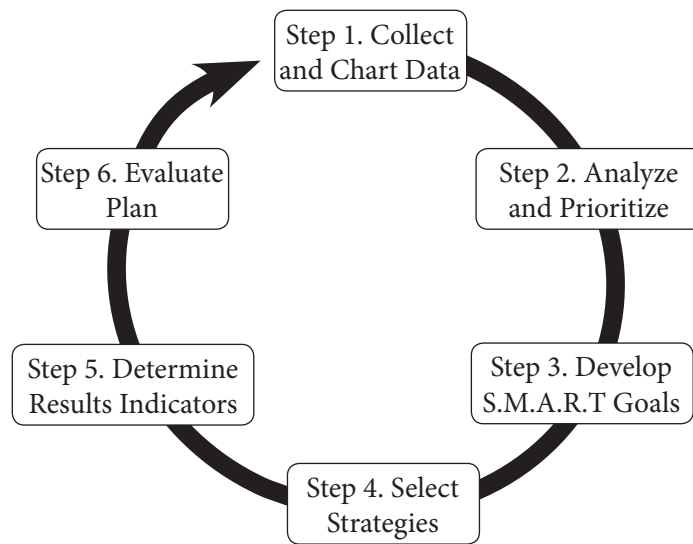 Step 1. Collect
and Chart Data
Step 2. Analyze
and Prioritize
Step 3. Develop
S.M.A.R.T Goals
Step 4. Select
Strategies
Step 5. Determine
Results Indicators
Step 6. Evaluate
Plan